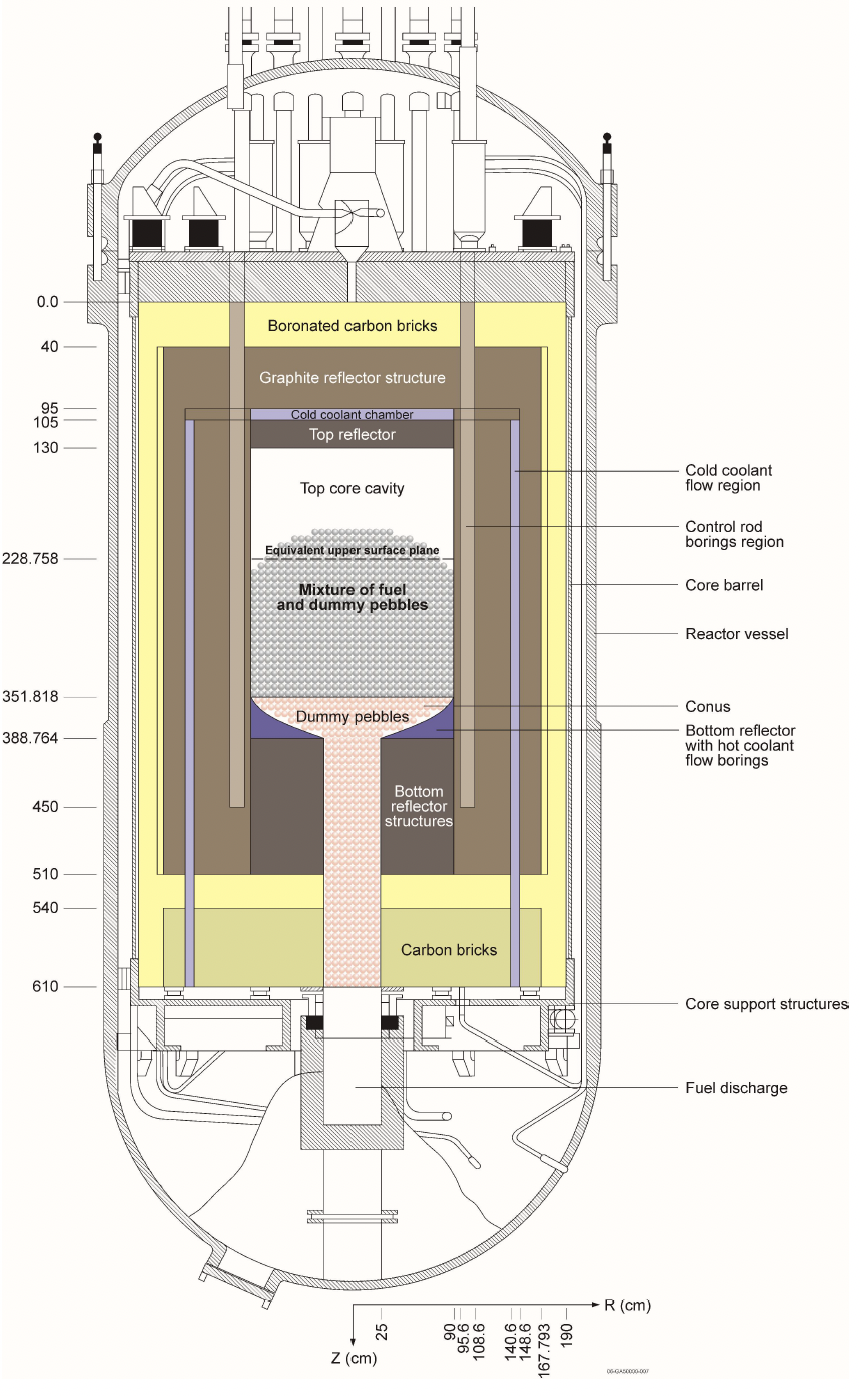 0.0
Boronated carbon bricks
40
Graphite reflector structure
95
Cold coolant chamber
105
Top reflector
130
Cold coolant
flow region
Top core cavity
Control rod
borings region
Equivalent upper surface plane
228.758
Core barrel
Mixture of fuel
and dummy pebbles
Reactor vessel
351.818
Conus
Dummy pebbles
Bottom reflector
with hot coolant
flow borings
388.764
Bottom
reflector
structures
450
510
540
Carbon bricks
610
Core support structures
Fuel discharge
R (cm)
Z (cm)
25
90
95.6
108.6
140.6
148.6
167.793
190
06-GA50000-007